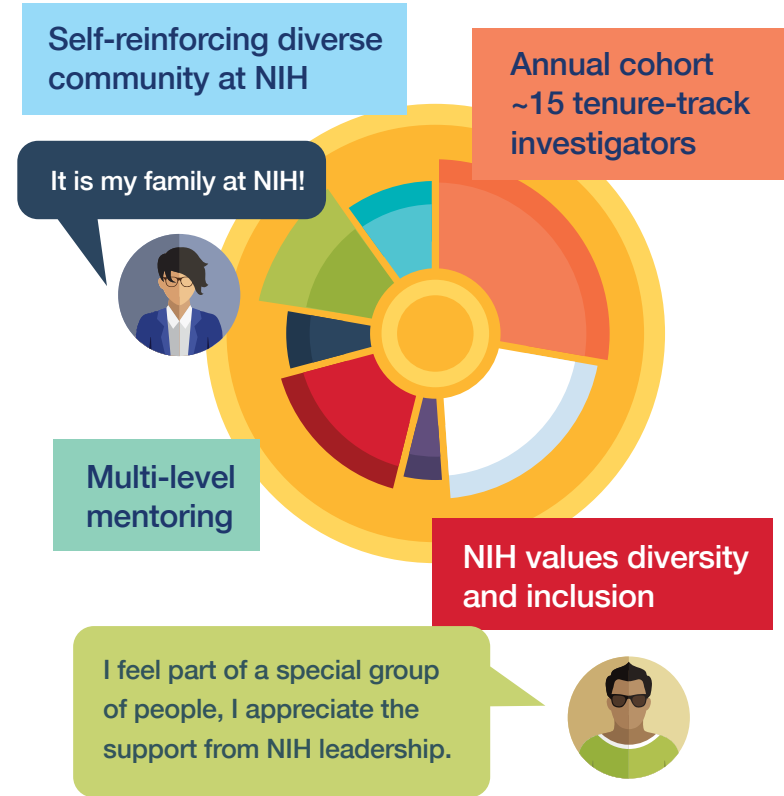 Self-reinforcing diverse
community at NIH
Annual cohort
~15 tenure-track
investigators
It is my family at NIH!
Multi-level
mentoring
NIH values diversity
and inclusion
I feel part of a special group
of people, I appreciate the
support from NIH leadership.